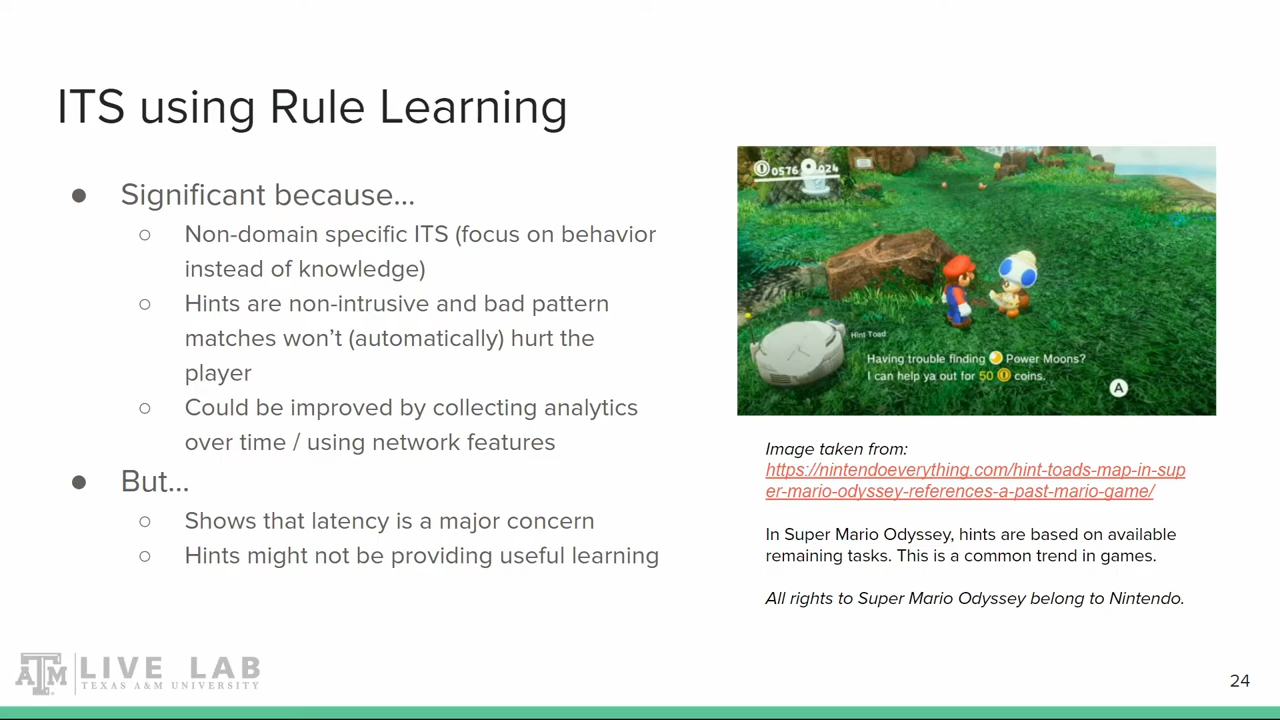 ITS using Rule Learning
● Significant because...
○ Non-domain specific ITS (focus on behavior
instead of knowledge)
○ Hints are non-intrusive and bad pattern
matches won't (automatically) hurt the
player
○ Could be improved by collecting analytics
over time / using network features
● But...
○ Shows that latency is a major concern
○ Hints might not be providing useful learning
0576 024
Hint Toad
Having trouble finding Power Moons?
I can help ya out for 50 coins.
A
Image taken from:
https://nintendoeverything.com/hint-toads-map-in-sup
er-mario-odyssey-references-a-past-mario-game/
In Super Mario Odyssey, hints are based on available
remaining tasks. This is a common trend in games.
All rights to Super Mario Odyssey belong to Nintendo.
ATM LIVE LAB
TEXAS A&M UNIVERSITY
24